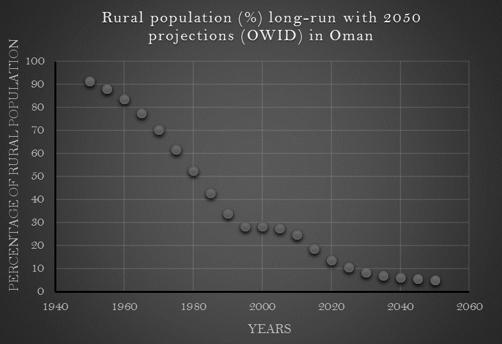 Rural population (%) long-run with 2050
projections (OWID) in Oman
PERCENTAGE OF RURAL POPULATION
100
90
80
70
60
50
40
30
20
10
0
1940 1960 1980 2000 2020 2040 2060
YEARS